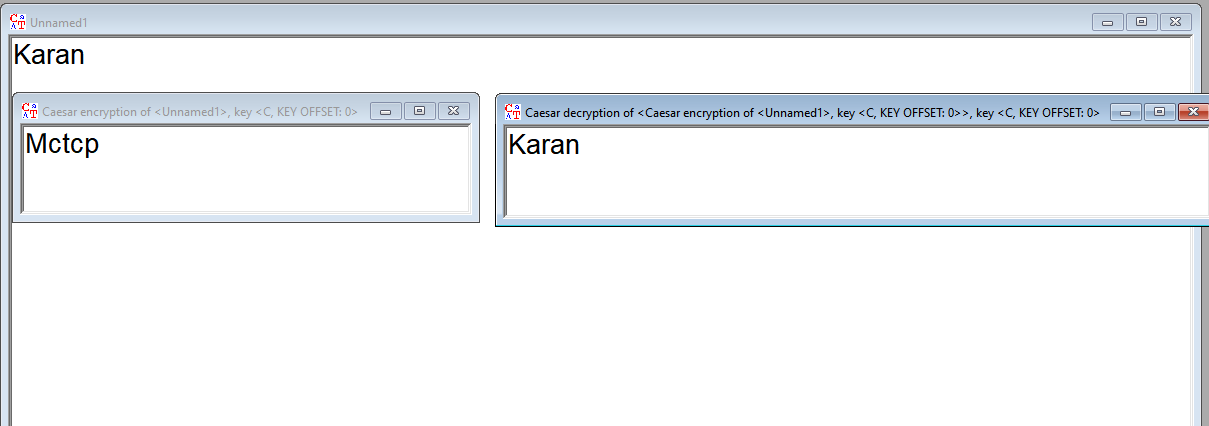 Unnamed1
Karan
Caesar encryption of <Unnamed1>, key <C, KEY OFFSET: 0>
Mctcp
Caesar decryption of <Caesar encryption of <Unnamed1>, key <C, KEY OFFSET: 0>>, key <C, KEY OFFSET: 0>
Karan